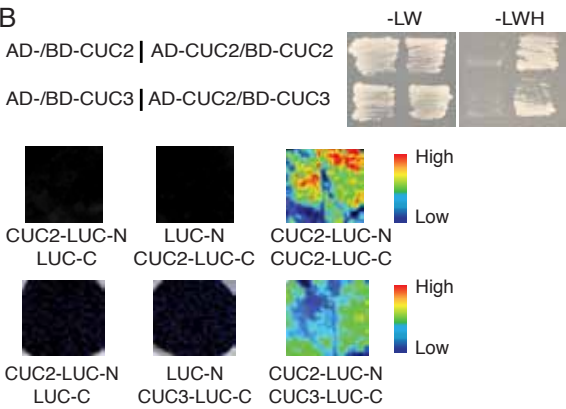 B
-LW -LWH
AD-/BD-CUC2 | AD-CUC2/BD-CUC2
AD-/BD-CUC3 | AD-CUC2/BD-CUC3
High
Low
CUC2-LUC-N LUC-N CUC2-LUC-N
LUC-C CUC2-LUC-C CUC2-LUC-C
High
Low
CUC2-LUC-N LUC-N CUC2-LUC-N
LUC-C CUC3-LUC-C CUC3-LUC-C